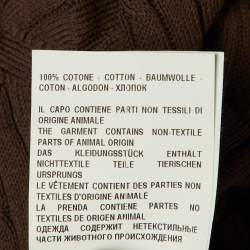 100% COTONE - COTTON - BAUMWOLLE -
COTON - ALGODON - ХЛОПОК
IL CAPO CONTIENE PARTI NON TESSILI DI
ORIGINE ANIMALE
THE GARMENT CONTAINS NON-TEXTILE
PARTS OF ANIMAL ORIGIN
DAS KLEIDUNGSSTÜCK ENTHÄLT
NICHTTEXTILE TEILE TIERISCHEN
URSPRUNGS
LE VÊTEMENT CONTIENT DES PARTIES NON
TEXTILES D'ORIGINE ANIMALE
LA PRENDA CONTIENE PARTES NO
TEXTILES DE ORIGEN ANIMAL
ОДЕЖДА СОДЕРЖИТ НЕТЕКСТИЛЬНЫЕ
ЧАСТИ ЖИВОТНОГО ПРОИСХОЖДЕНИЯ